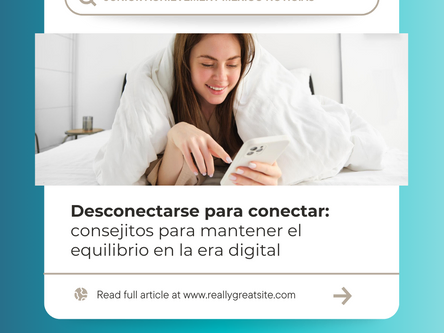 Desconectarse para conectar:
consejitos para mantener el
equilibrio en la era digital
Read full article at www.reallygreatsite.com